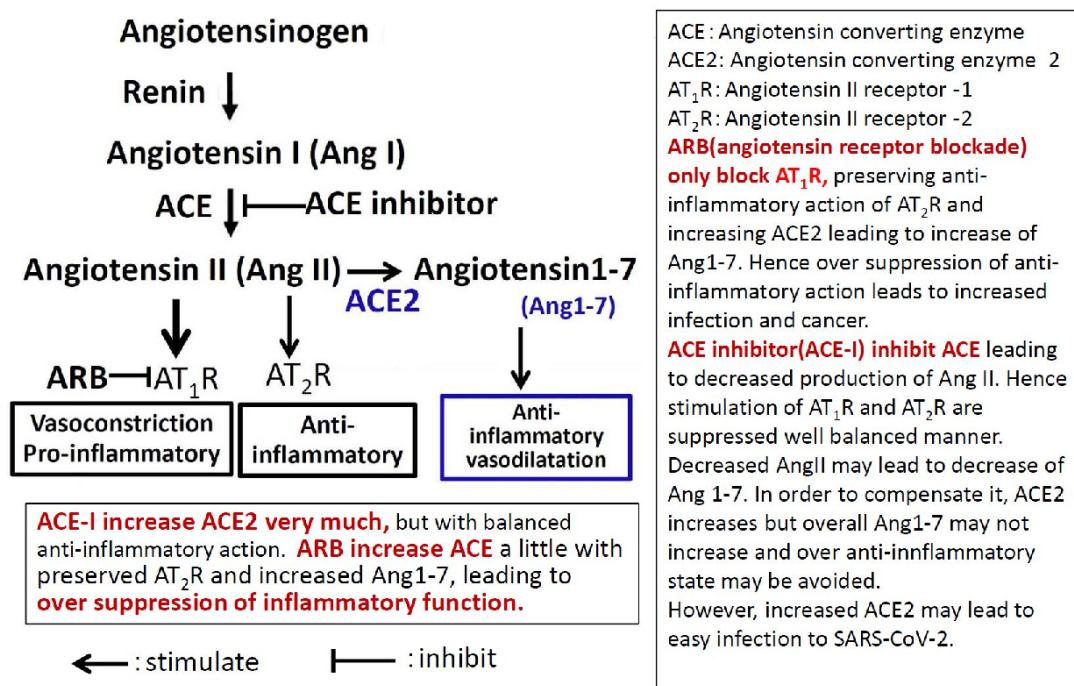 Angiotensinogen
Renin
Angiotensin I (Ang I)
ACE ACE inhibitor
Angiotensin II (Ang II) Angiotensin1-7
ACE2 (Ang1-7)
ARB AT₁R AT₂R
Vasoconstriction
Pro-inflammatory
Anti-
inflammatory
Anti-
inflammatory
vasodilatation
ACE-I increase ACE2 very much, but with balanced
anti-inflammatory action. ARB increase ACE a little with
preserved AT₂R and increased Ang1-7, leading to
over suppression of inflammatory function.
: stimulate : inhibit
ACE: Angiotensin converting enzyme
ACE2: Angiotensin converting enzyme 2
AT₁R: Angiotensin II receptor -1
AT₂R: Angiotensin II receptor -2
ARB(angiotensin receptor blockade)
only block AT₁R, preserving anti-
inflammatory action of AT₂R and
increasing ACE2 leading to increase of
Ang1-7. Hence over suppression of anti-
inflammatory action leads to increased
infection and cancer.
ACE inhibitor(ACE-I) inhibit ACE leading
to decreased production of Ang II. Hence
stimulation of AT₁R and AT₂R are
suppressed well balanced manner.
Decreased AngII may lead to decrease of
Ang 1-7. In order to compensate it, ACE2
increases but overall Ang1-7 may not
increase and over anti-innflammatory
state may be avoided.
However, increased ACE2 may lead to
easy infection to SARS-CoV-2.